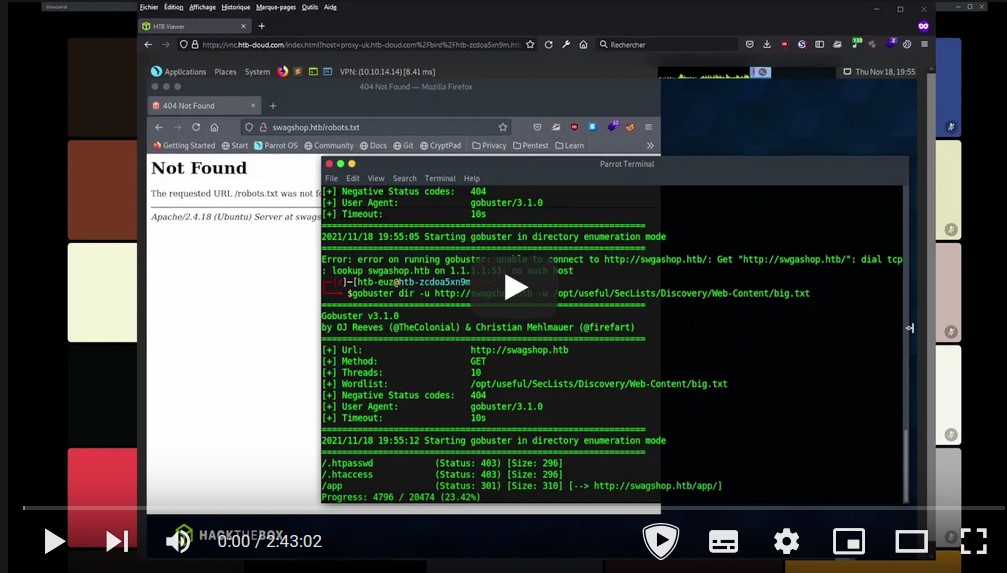 Discord
Fichier Édition Affichage Historique Marque-pages Outils Aide
HTB Viewer
https://vnc.htb-cloud.com/index.html?host=proxy-uk.htb-cloud.com%2Fbird%2Fhtb-zcdoa5xn9m.htb
Rechercher
Applications Places System VPN: (10.10.14.14) [8.41 ms]
Thu Nov 18, 19:55
404 Not Found — Mozilla Firefox
404 Not Found
swagshop.htb/robots.txt
Getting Started Start Parrot OS Community Docs Git CryptPad Privacy Pentest Learn
Not Found
The requested URL /robots.txt was not fo
Apache/2.4.18 (Ubuntu) Server at swags
Parrot Terminal
File Edit View Search Terminal Help
[+] Negative Status codes: 404
[+] User Agent: gobuster/3.1.0
[+] Timeout: 10s
===============================================================
2021/11/18 19:55:05 Starting gobuster in directory enumeration mode
===============================================================
Error: error on running gobuster: unable to connect to http://swgashop.htb/: Get "http://swgashop.htb/": dial tcp
: lookup swgashop.htb on 1.1.1.1:53: no such host
]─[htb-euz@htb-zcdoa5xn9m
$gobuster dir -u http://swagshop.htb -w /opt/useful/SecLists/Discovery/Web-Content/big.txt
===============================================================
Gobuster v3.1.0
by OJ Reeves (@TheColonial) & Christian Mehlmauer (@firefart)
===============================================================
[+] Url: http://swagshop.htb
[+] Method: GET
[+] Threads: 10
[+] Wordlist: /opt/useful/SecLists/Discovery/Web-Content/big.txt
[+] Negative Status codes: 404
[+] User Agent: gobuster/3.1.0
[+] Timeout: 10s
===============================================================
2021/11/18 19:55:12 Starting gobuster in directory enumeration mode
===============================================================
/.htpasswd (Status: 403) [Size: 296]
/.htaccess (Status: 403) [Size: 296]
/app (Status: 301) [Size: 310] [--> http://swagshop.htb/app/]
Progress: 4796 / 20474 (23.42%)
HACKTHEBOX
0:00 / 2:43:02